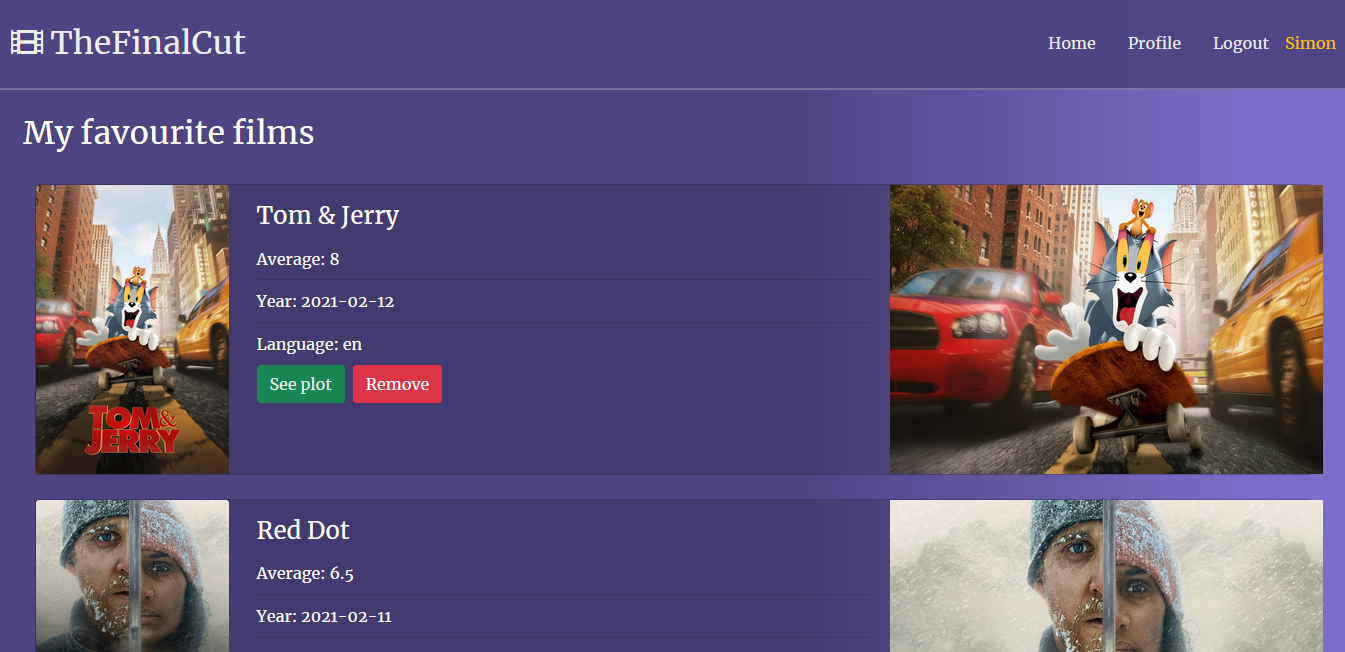 TheFinalCut
Home Profile Logout Simon
My favourite films
Tom & Jerry
Average: 8
Year: 2021-02-12
Language: en
See plot Remove
TOM &
JERRY
Red Dot
Average: 6.5
Year: 2021-02-11